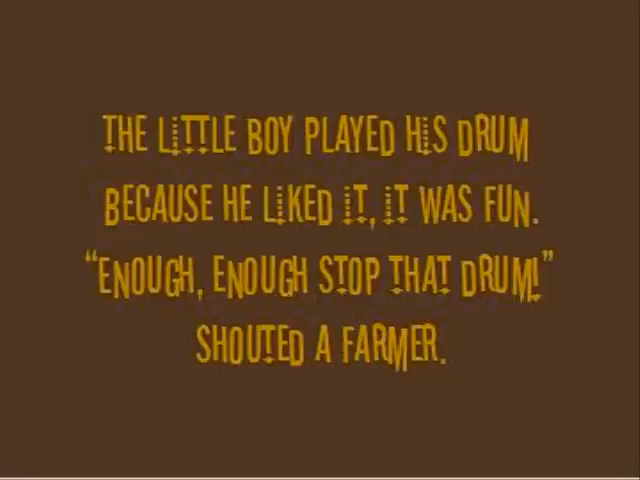 THE LITTLE BOY PLAYED HIS DRUM
BECAUSE HE LIKED IT, IT WAS FUN.
“ENOUGH, ENOUGH STOP THAT DRUM!”
SHOUTED A FARMER.